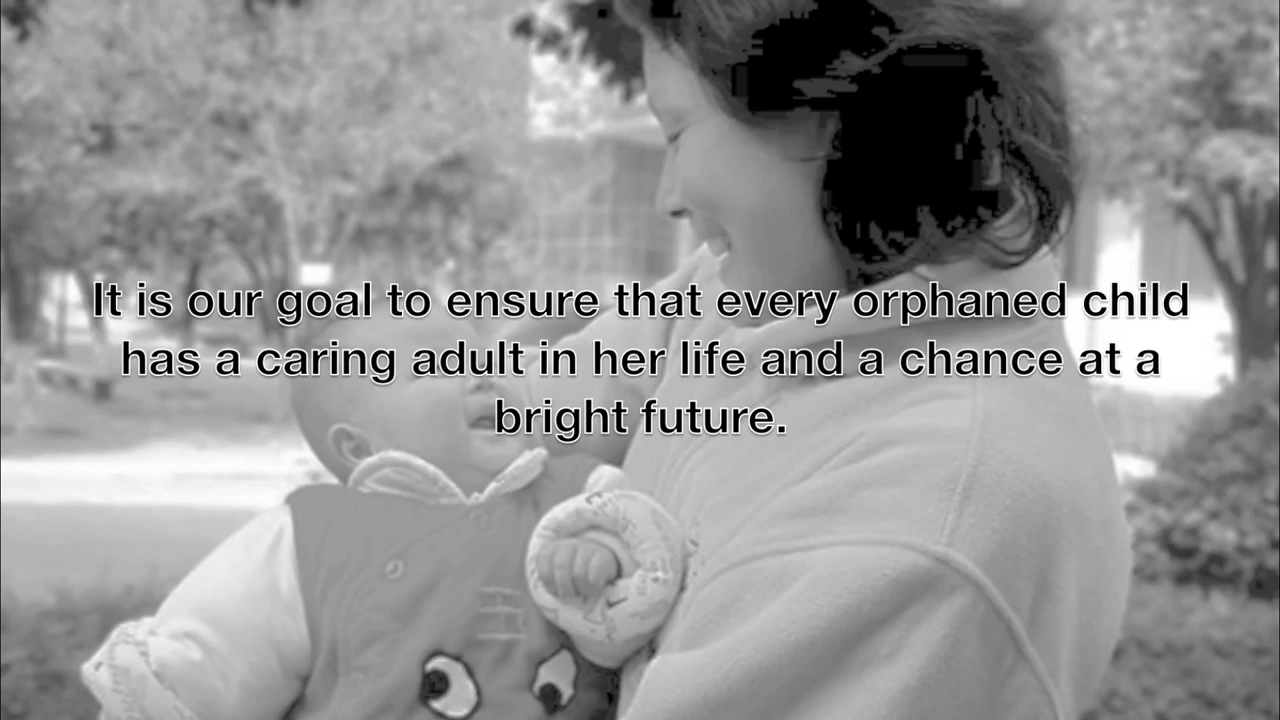 It is our goal to ensure that every orphaned child
has a caring adult in her life and a chance at a
bright future.